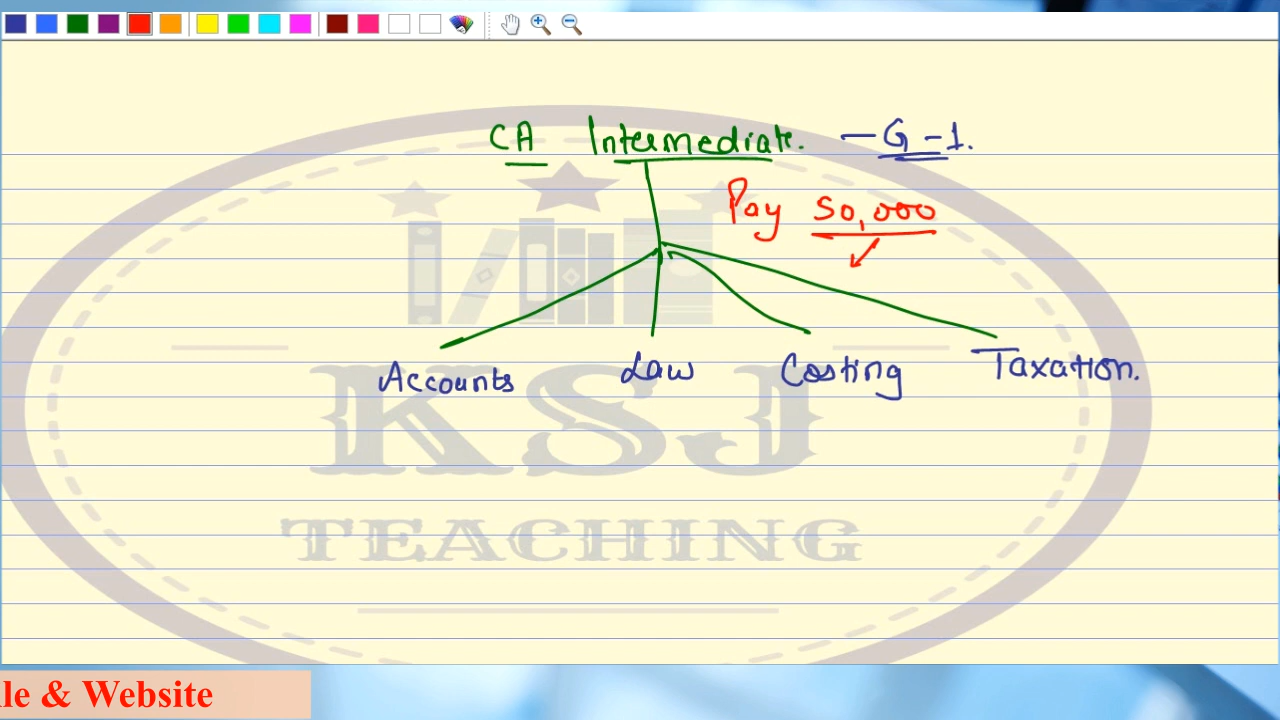 CA Intermediate. - G-1.
Pay 50,000
Accounts Law Costing Taxation.
KSJ
TEACHING
le & Website